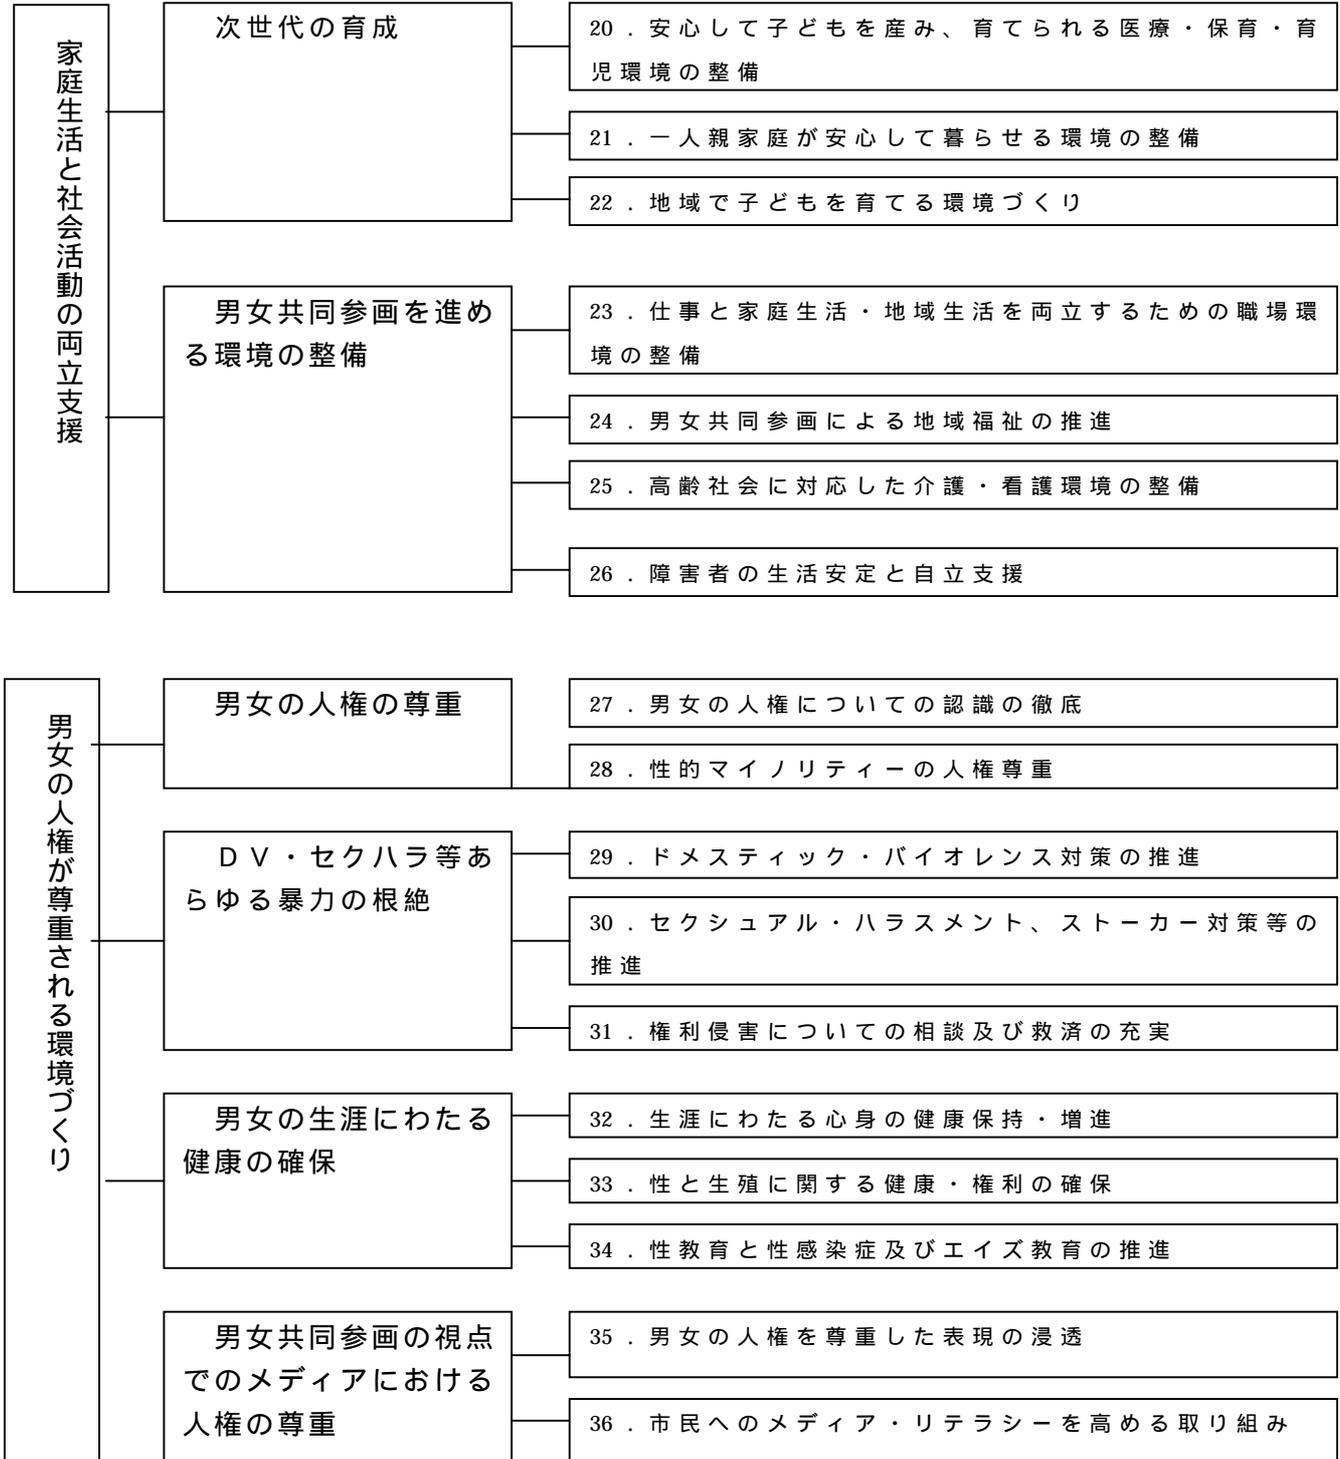 家庭生活と社会活動の両立支援
次世代の育成
20．安心して子どもを産み、育てられる医療・保育・育
児環境の整備
21．一人親家庭が安心して暮らせる環境の整備
22．地域で子どもを育てる環境づくり
男女共同参画を進め
る環境の整備
23．仕事と家庭生活・地域生活を両立するための職場環
境の整備
24．男女共同参画による地域福祉の推進
25．高齢社会に対応した介護・看護環境の整備
26．障害者の生活安定と自立支援
男女の人権が尊重される環境づくり
男女の人権の尊重
27．男女の人権についての認識の徹底
28．性的マイノリティーの人権尊重
ＤＶ・セクハラ等あ
らゆる暴力の根絶
29．ドメスティック・バイオレンス対策の推進
30．セクシュアル・ハラスメント、ストーカー対策等の
推進
31．権利侵害についての相談及び救済の充実
男女の生涯にわたる
健康の確保
32．生涯にわたる心身の健康保持・増進
33．性と生殖に関する健康・権利の確保
34．性教育と性感染症及びエイズ教育の推進
男女共同参画の視点
でのメディアにおける
人権の尊重
35．男女の人権を尊重した表現の浸透
36．市民へのメディア・リテラシーを高める取り組み